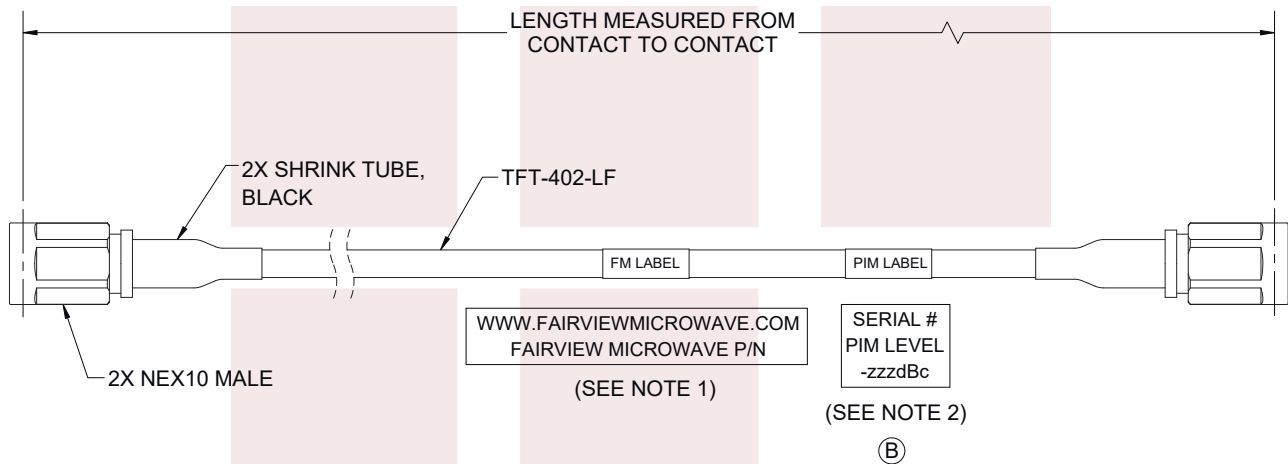 LENGTH MEASURED FROM
CONTACT TO CONTACT
2X SHRINK TUBE,
BLACK
TFT-402-LF
FM LABEL
PIM LABEL
WWW.FAIRVIEWMICROWAVE.COM
FAIRVIEW MICROWAVE P/N
(SEE NOTE 1)
SERIAL #
PIM LEVEL
-zzzdBc
(SEE NOTE 2)
B
2X NEX10 MALE